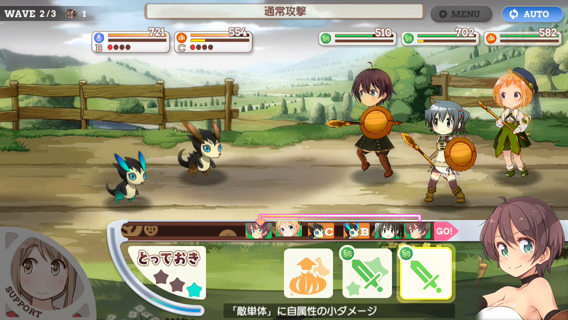 WAVE 2/3 1
通常攻撃
MENU
AUTO
B 721
C 554
510
702
582
C
B
GO!
とっておき
SUPPORT
「敵単体」に自属性の小ダメージ